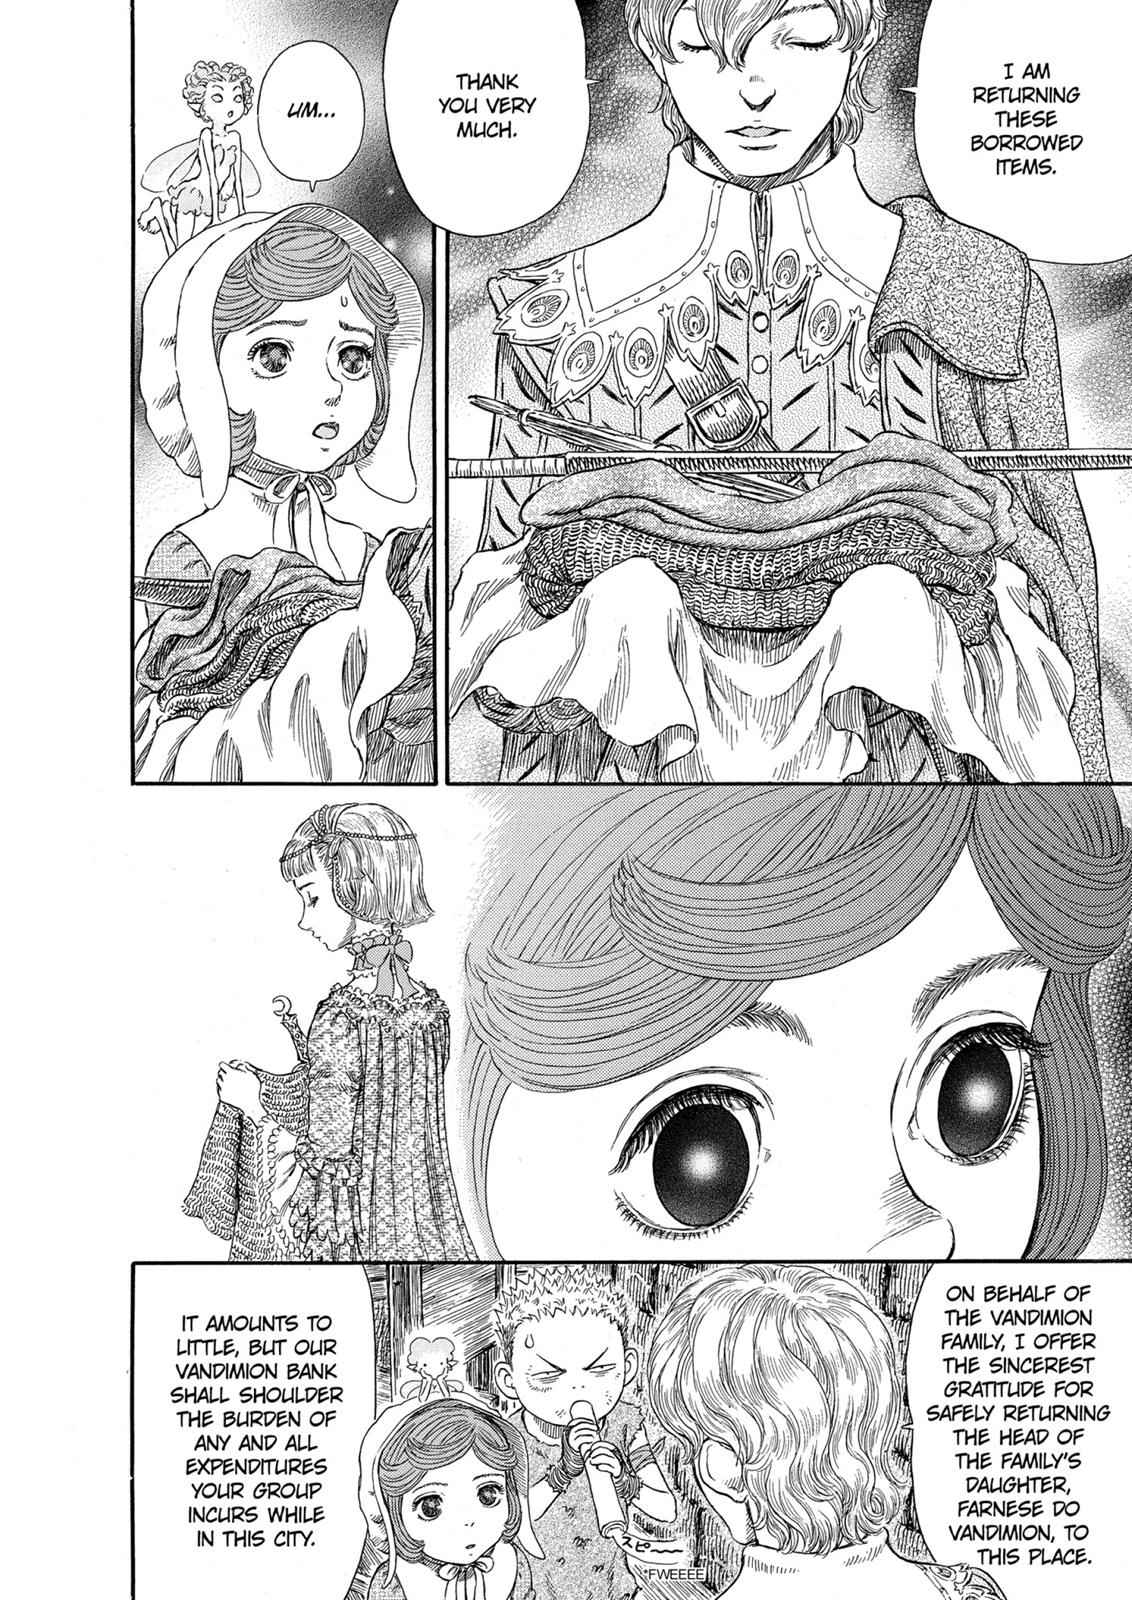 I AM
RETURNING
THESE
BORROWED
ITEMS.
THANK
YOU VERY
MUCH.
UM...
ON BEHALF OF
THE VANDIMION
FAMILY, I OFFER
THE SINCEREST
GRATITUDE FOR
SAFELY RETURNING
THE HEAD OF
THE FAMILY'S
DAUGHTER,
FARNESE DO
VANDIMION, TO
THIS PLACE.
スピ〜〜
*FWEEEE
IT AMOUNTS TO
LITTLE, BUT OUR
VANDIMION BANK
SHALL SHOULDER
THE BURDEN OF
ANY AND ALL
EXPENDITURES
YOUR GROUP
INCURS WHILE
IN THIS CITY.